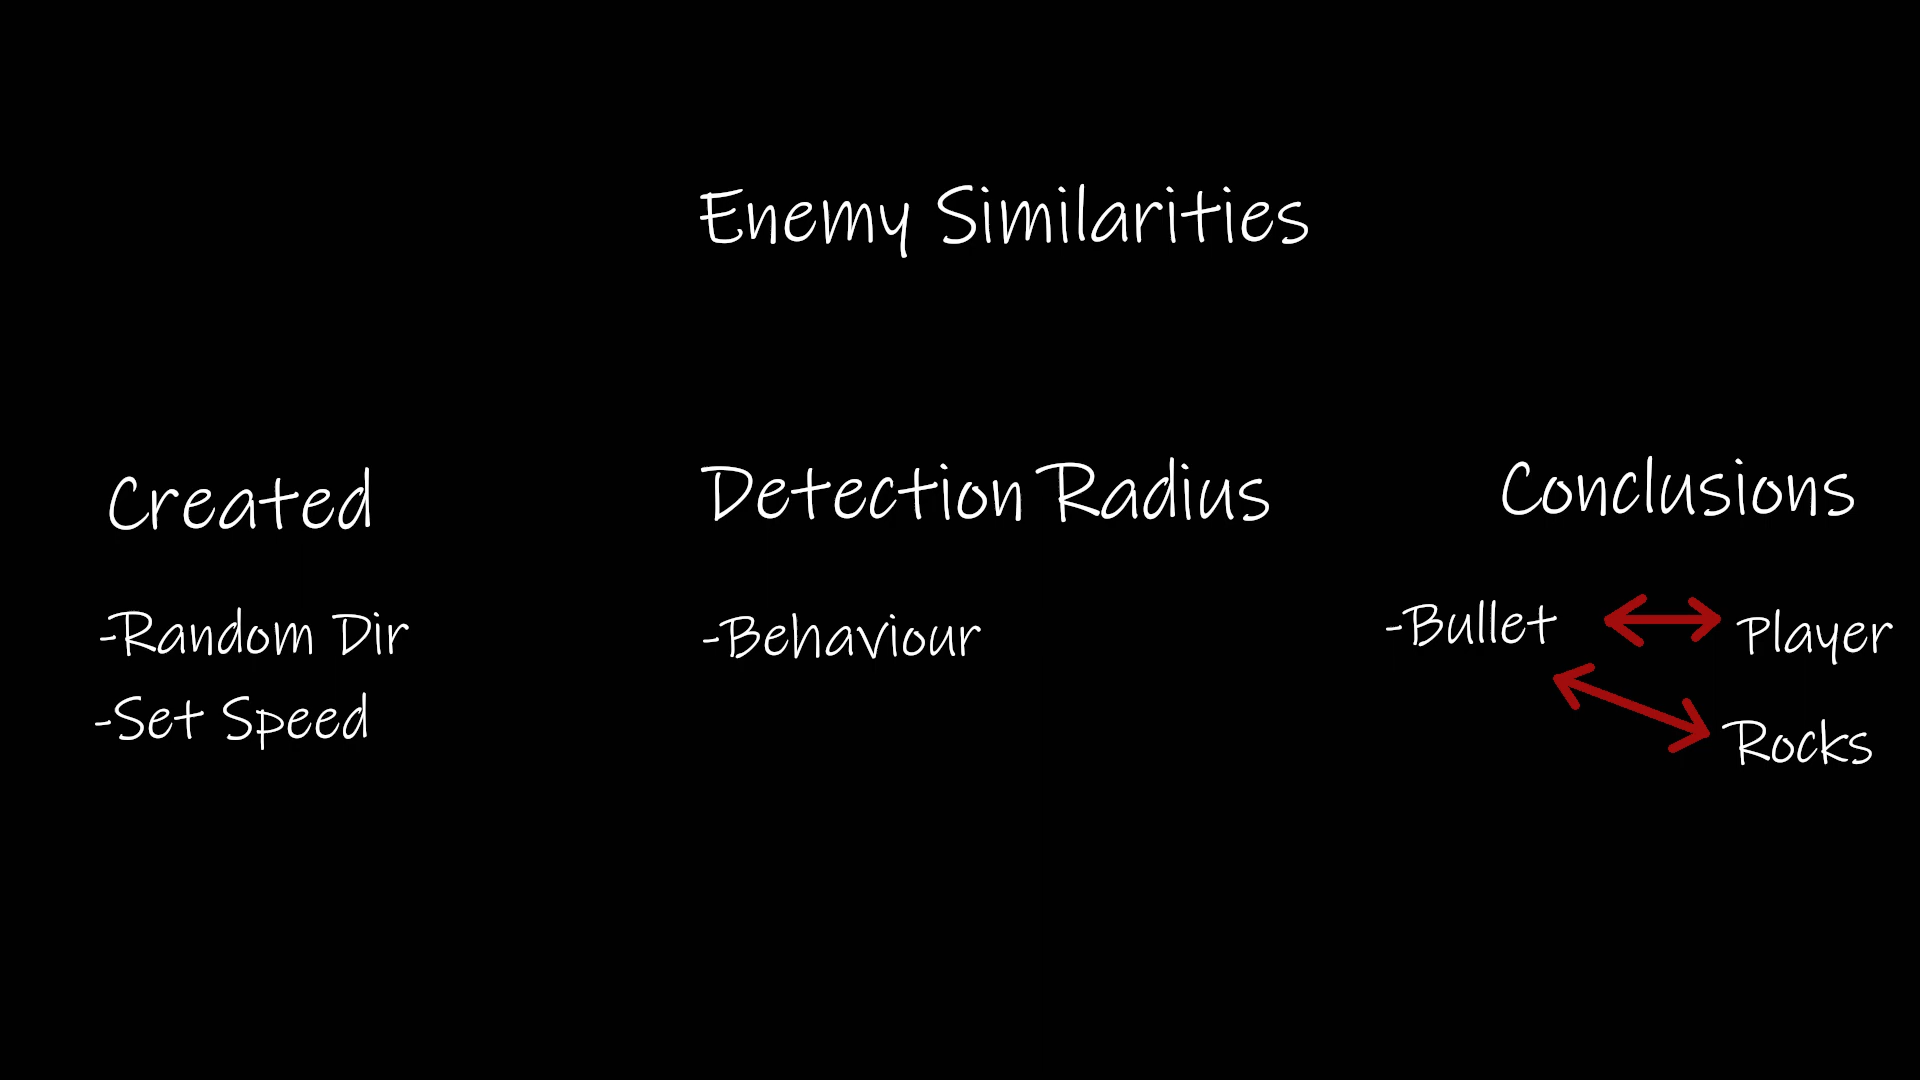 Enemy Similarities
Created
-Random Dir
-Set Speed
Detection Radius
-Behaviour
Conclusions
-Bullet
Player
Rocks